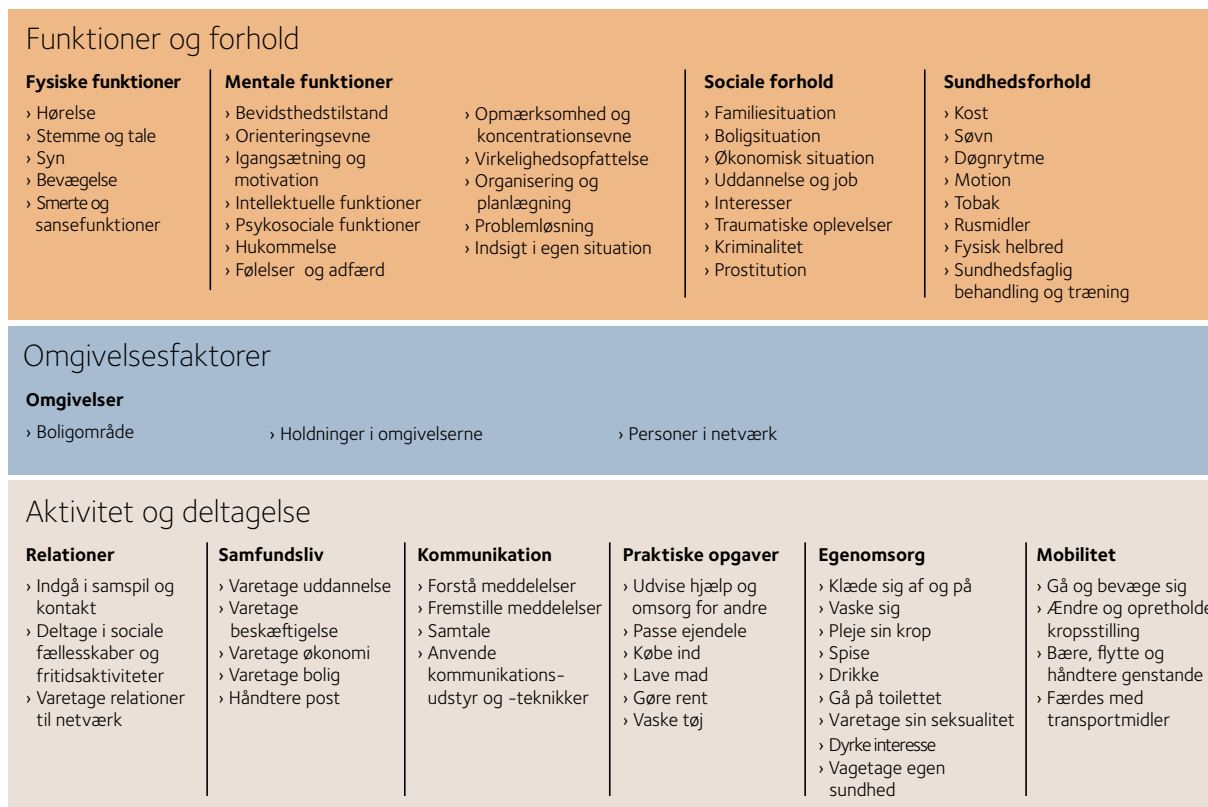 Funktioner og forhold
Fysiske funktioner
› Hørelse
› Stemme og tale
› Syn
› Bevægelse
› Smerte og
sansefunktioner
Mentale funktioner
› Bevidsthedstilstand
› Orienteringsevne
› Igangsætning og
motivation
› Intellektuelle funktioner
› Psykosociale funktioner
› Hukommelse
› Følelser og adfærd
› Opmærksomhed og
koncentrationsevne
› Virkelighedsopfattelse
› Organisering og
planlægning
› Problemløsning
› Indsigt i egen situation
Sociale forhold
› Familiesituation
› Boligsituation
› Økonomisk situation
› Uddannelse og job
› Interesser
› Traumatiske oplevelser
› Kriminalitet
› Prostitution
Sundhedsforhold
› Kost
› Søvn
› Døgnrytme
› Motion
› Tobak
› Rusmidler
› Fysisk helbred
› Sundhedsfaglig
behandling og træning
Omgivelsesfaktorer
Omgivelser
› Boligområde
› Holdninger i omgivelserne
› Personer i netværk
Aktivitet og deltagelse
Relationer
› Indgå i samspil og
kontakt
› Deltage i sociale
fællesskaber og
fritidsaktiviteter
› Varetage relationer
til netværk
Samfundsliv
› Varetage uddannelse
› Varetage
beskæftigelse
› Varetage økonomi
› Varetage bolig
› Håndtere post
Kommunikation
› Forstå meddelelser
› Fremstille meddelelser
› Samtale
› Anvende
kommunikations-
udstyr og -teknikker
Praktiske opgaver
› Udvise hjælp og
omsorg for andre
› Passe ejendele
› Købe ind
› Lave mad
› Gøre rent
› Vaske tøj
Egenomsorg
› Klæde sig af og på
› Vaske sig
› Pleje sin krop
› Spise
› Drikke
› Gå på toilettet
› Varetage sin seksualitet
› Dyrke interesse
› Vagetage egen
sundhed
Mobilitet
› Gå og bevæge sig
› Ændre og opretholde
kropsstilling
› Bære, flytte og
håndtere genstande
› Færdes med
transportmidler